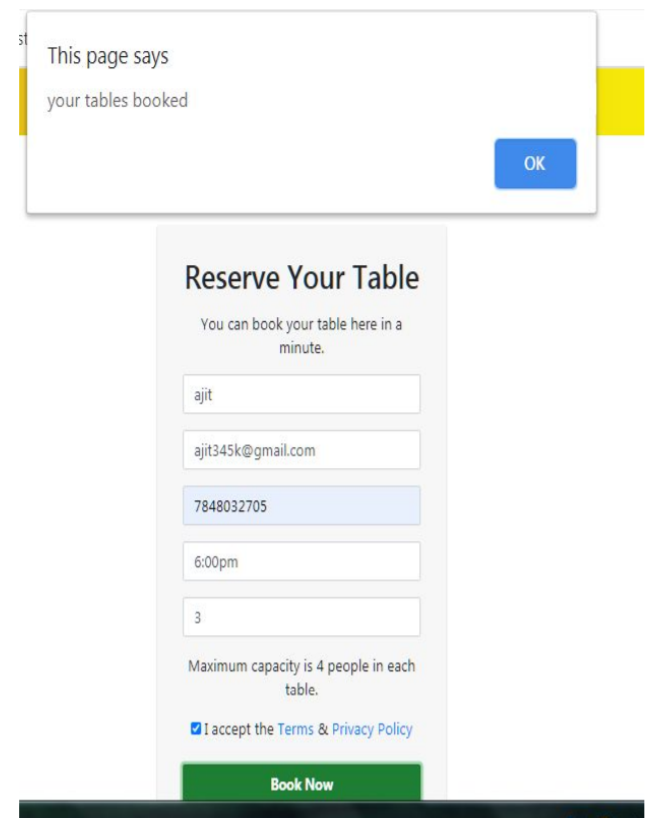 st
This page says
your tables booked
OK
Reserve Your Table
You can book your table here in a
minute.
ajit
ajit345k@gmail.com
7848032705
6:00pm
3
Maximum capacity is 4 people in each
table.
I accept the Terms & Privacy Policy
Book Now